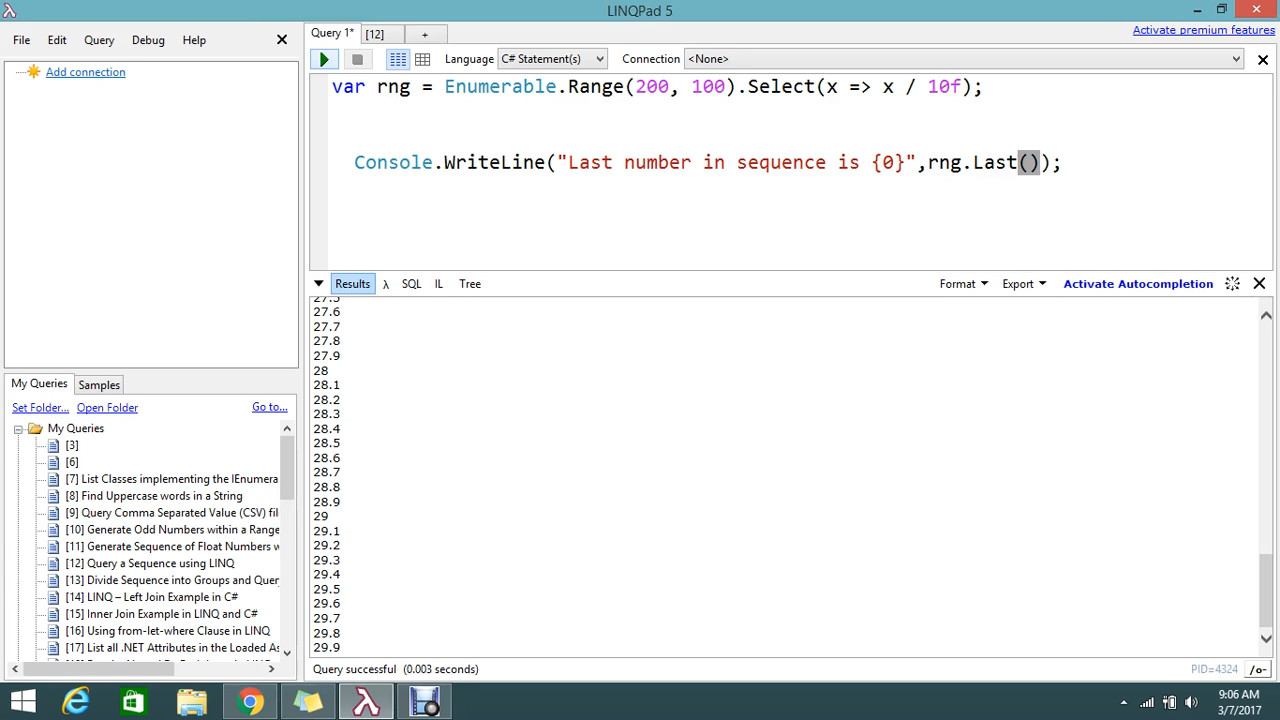 LINQPad 5
File Edit Query Debug Help
Add connection
My Queries Samples
Set Folder... Open Folder Go to...
My Queries
[3]
[6]
[7] List Classes implementing the IEnumera
[8] Find Uppercase words in a String
[9] Query Comma Separated Value (CSV) fil
[10] Generate Odd Numbers within a Range
[11] Generate Sequence of Float Numbers w
[12] Query a Sequence using LINQ
[13] Divide Sequence into Groups and Query
[14] LINQ – Left Join Example in C#
[15] Inner Join Example in LINQ and C#
[16] Using from-let-where Clause in LINQ
[17] List all .NET Attributes in the Loaded As
Query 1* [12] +
Activate premium features
Language C# Statement(s) Connection <None>
var rng = Enumerable.Range(200, 100).Select(x => x / 10f);
Console.WriteLine("Last number in sequence is {0}",rng.Last());
Results λ SQL IL Tree Format Export Activate Autocompletion
27.5
27.6
27.7
27.8
27.9
28
28.1
28.2
28.3
28.4
28.5
28.6
28.7
28.8
28.9
29
29.1
29.2
29.3
29.4
29.5
29.6
29.7
29.8
29.9
Query successful (0.003 seconds) PID=4324 /o-
9:06 AM
3/7/2017